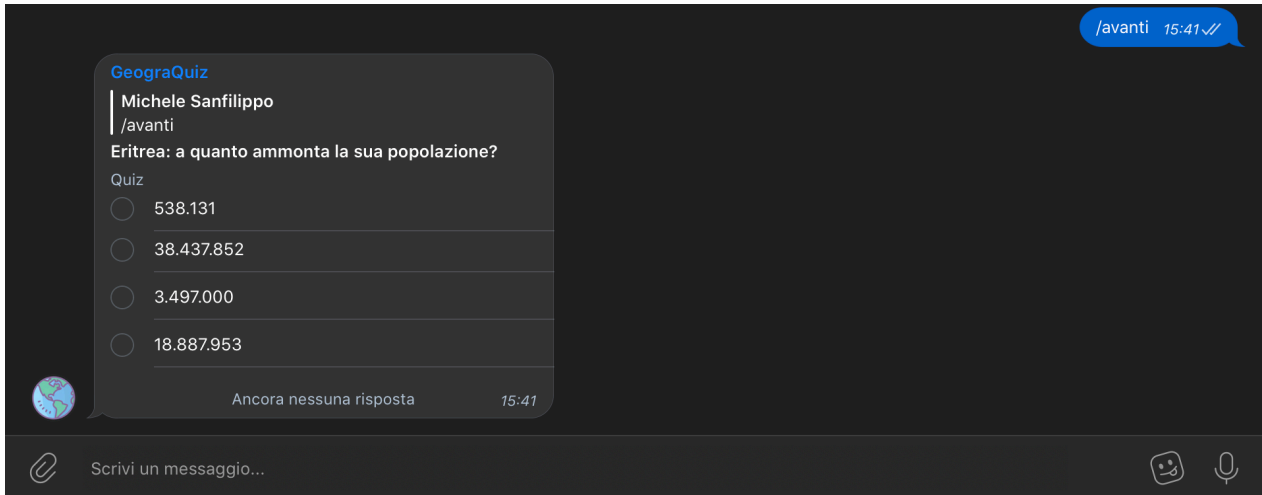 /avanti 15:41
GeograQuiz
Michele Sanfilippo
/avanti
Eritrea: a quanto ammonta la sua popolazione?
Quiz
538.131
38.437.852
3.497.000
18.887.953
Ancora nessuna risposta 15:41
Scrivi un messaggio...